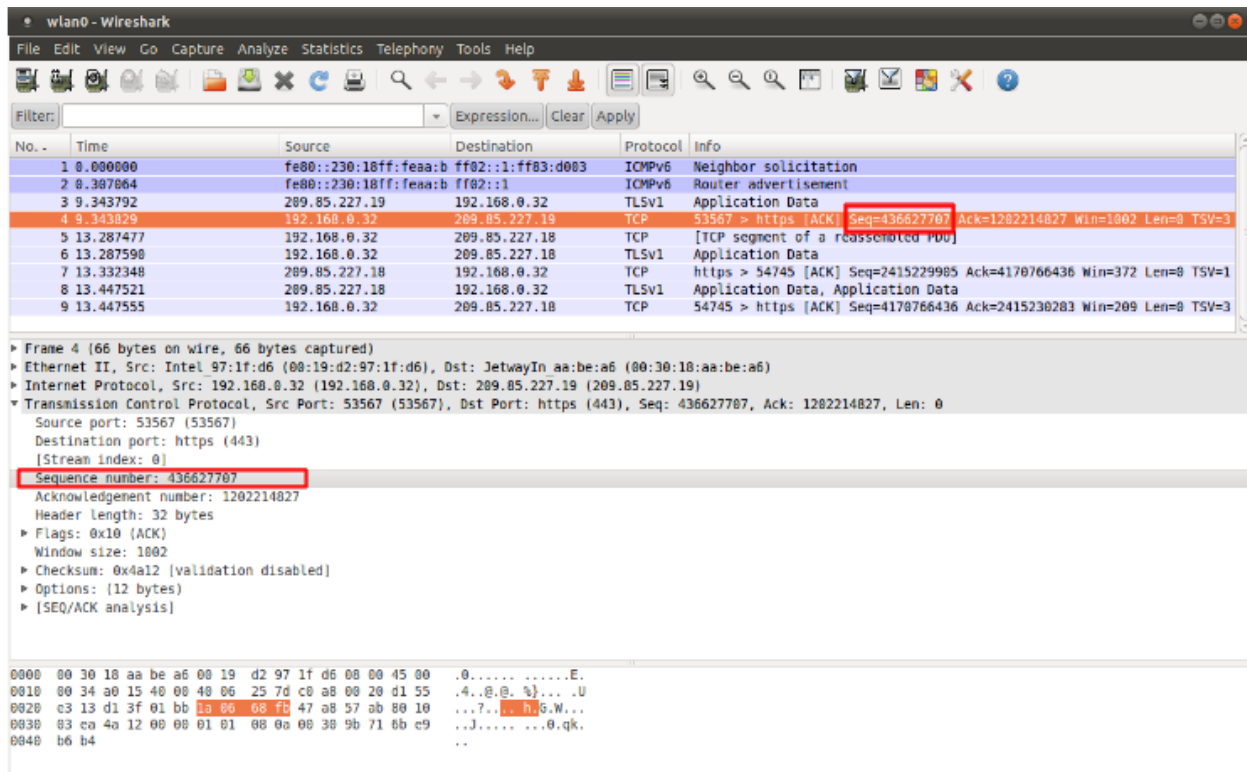 wlan0 - Wireshark
File Edit View Go Capture Analyze Statistics Telephony Tools Help
Filter: Expression... Clear Apply
No. . Time Source Destination Protocol Info
1 0.000000 fe80::230:18ff:feaa:b ff02::1:ff83:d003 ICMPv6 Neighbor solicitation
2 0.307064 fe80::230:18ff:feaa:b ff02::1 ICMPv6 Router advertisement
3 9.343792 209.85.227.19 192.168.0.32 TLSv1 Application Data
4 9.343829 192.168.0.32 209.85.227.19 TCP 53567 > https [ACK] Seq=436627707 Ack=1202214827 Win=1002 Len=0 TSV=3
5 13.287477 192.168.0.32 209.85.227.18 TCP [TCP segment of a reassembled PDU]
6 13.287590 192.168.0.32 209.85.227.18 TLSv1 Application Data
7 13.332348 209.85.227.18 192.168.0.32 TCP https > 54745 [ACK] Seq=2415229905 Ack=4170766436 Win=372 Len=0 TSV=1
8 13.447521 209.85.227.18 192.168.0.32 TLSv1 Application Data, Application Data
9 13.447555 192.168.0.32 209.85.227.18 TCP 54745 > https [ACK] Seq=4170766436 Ack=2415230283 Win=209 Len=0 TSV=3
Frame 4 (66 bytes on wire, 66 bytes captured)
Ethernet II, Src: Intel_97:1f:d6 (00:19:d2:97:1f:d6), Dst: JetwayIn_aa:be:a6 (00:30:18:aa:be:a6)
Internet Protocol, Src: 192.168.0.32 (192.168.0.32), Dst: 209.85.227.19 (209.85.227.19)
Transmission Control Protocol, Src Port: 53567 (53567), Dst Port: https (443), Seq: 436627707, Ack: 1202214827, Len: 0
Source port: 53567 (53567)
Destination port: https (443)
[Stream index: 0]
Sequence number: 436627707
Acknowledgement number: 1202214827
Header length: 32 bytes
Flags: 0x10 (ACK)
Window size: 1002
Checksum: 0x4a12 [validation disabled]
Options: (12 bytes)
[SEQ/ACK analysis]
0000 00 30 18 aa be a6 00 19 d2 97 1f d6 08 00 45 00 .0...... ......E.
0010 00 34 a0 15 40 00 40 06 25 7d c0 a8 00 20 d1 55 .4..@.@. %}... .U
0020 e3 13 d1 3f 01 bb 1a 06 68 fb 47 a8 57 ab 80 10 ...?.... h.G.W...
0030 03 ea 4a 12 00 00 01 01 08 0a 00 30 9b 71 6b e9 ..J..... ...0.qk.
0040 b6 b4 ..